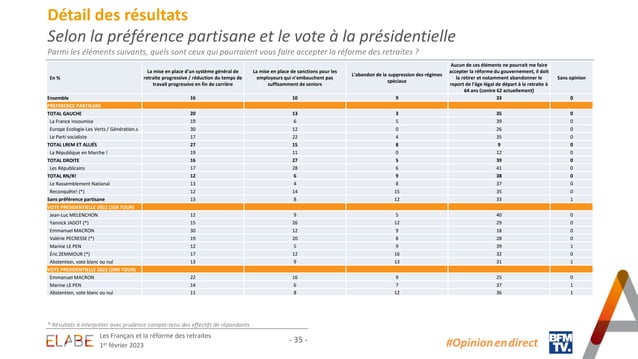 Détail des résultats
Selon la préférence partisane et le vote à la présidentielle
Parmi les éléments suivants, quels sont ceux qui pourraient vous faire accepter la réforme des retraites ?
En %
La mise en place d'un système général de retraite progressive / réduction du temps de travail progressive en fin de carrière
La mise en place de sanctions pour les employeurs qui n'embauchent pas suffisamment de seniors
L'abandon de la suppression des régimes spéciaux
Aucun de ces éléments ne pourrait me faire accepter la réforme du gouvernement, il doit la retirer et notamment abandonner le report de l'âge légal de départ à la retraite à 64 ans (contre 62 actuellement)
Sans opinion
Ensemble 16 10 9 33 0
PREFERENCE PARTISANE
TOTAL GAUCHE 20 13 3 35 0
La France Insoumise 19 6 5 39 0
Europe Ecologie-Les Verts / Génération.s 30 12 0 26 0
Le Parti socialiste 17 22 4 35 0
TOTAL LREM ET ALLIÉS 27 15 8 9 0
La République en Marche ! 19 11 0 12 0
TOTAL DROITE 16 27 5 39 0
Les Républicains 17 28 6 41 0
TOTAL RN/R! 12 6 9 38 0
Le Rassemblement National 13 4 8 37 0
Reconquête! (*) 12 14 15 35 0
Sans préférence partisane 13 8 12 33 1
VOTE PRESIDENTIELLE 2022 (1ER TOUR)
Jean-Luc MELENCHON 12 9 5 40 0
Yannick JADOT (*) 15 26 12 29 0
Emmanuel MACRON 30 12 9 18 0
Valérie PECRESSE (*) 19 20 8 28 0
Marine LE PEN 12 5 9 39 1
Éric ZEMMOUR (*) 17 12 16 32 0
Abstention, vote blanc ou nul 13 9 13 31 1
VOTE PRESIDENTIELLE 2022 (2ND TOUR)
Emmanuel MACRON 22 16 9 25 0
Marine LE PEN 14 6 7 37 1
Abstention, vote blanc ou nul 11 8 12 36 1
* Résultats à interpréter avec prudence compte-tenu des effectifs de répondants
ELABE
Les Français et la réforme des retraites
1er février 2023
- 35 -
#Opinion en direct
BFM TV.